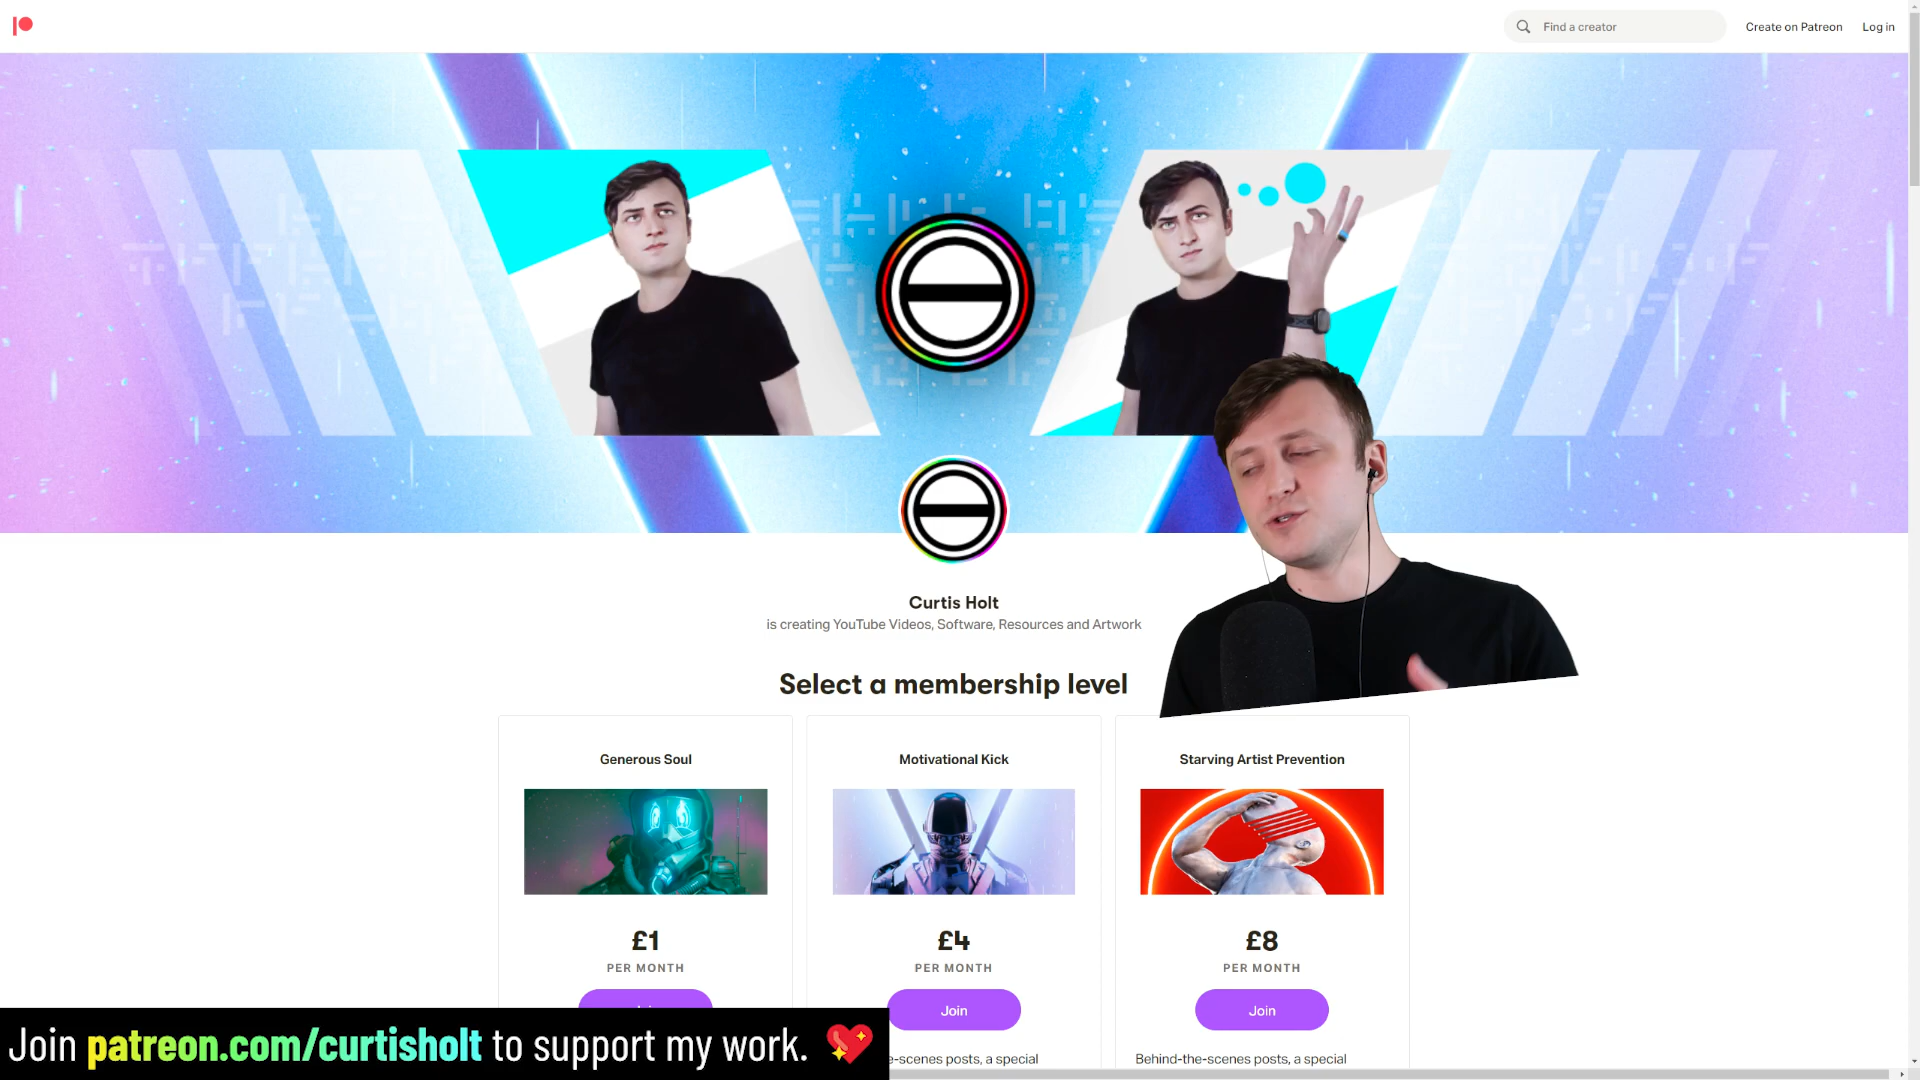 Find a creator
Create on Patreon
Log in
Curtis Holt
is creating YouTube Videos, Software, Resources and Artwork
Select a membership level
Generous Soul
Motivational Kick
Starving Artist Prevention
£1
£4
£8
PER MONTH
PER MONTH
PER MONTH
Join
Join
-scenes posts, a special
Behind-the-scenes posts, a special
Join patreon.com/curtisholt to support my work.